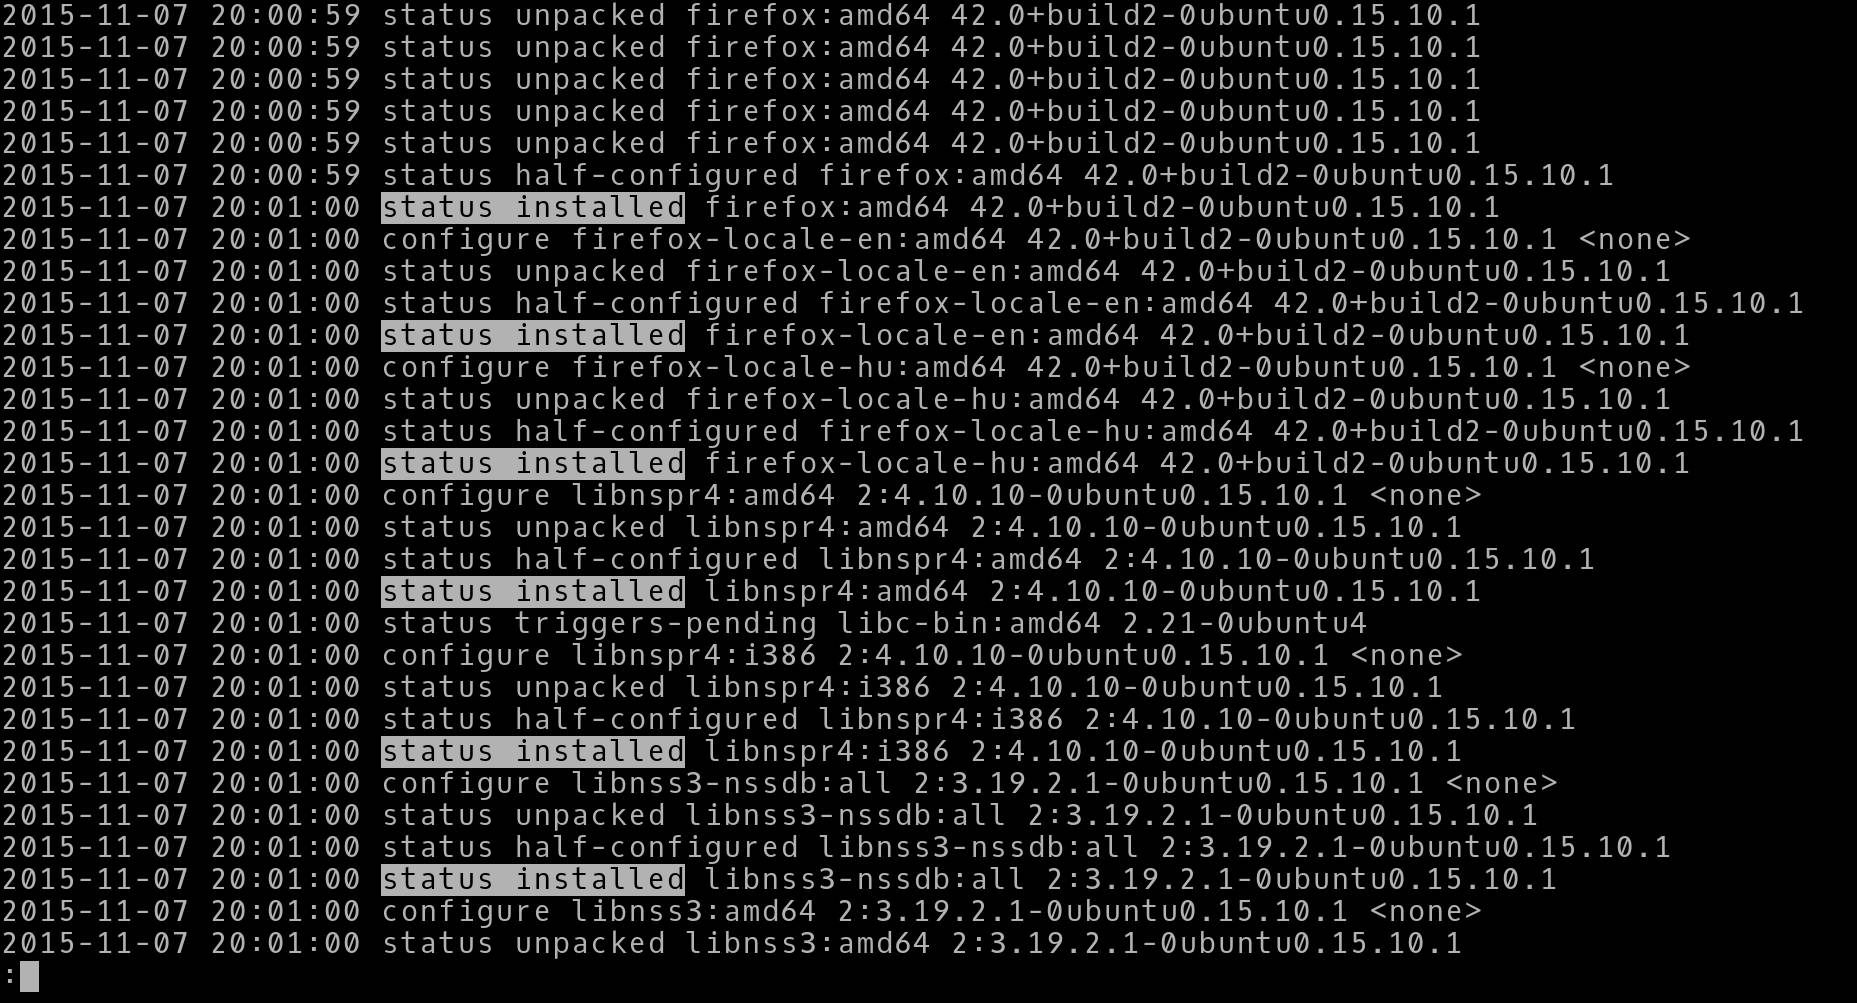 2015-11-07 20:00:59 status unpacked firefox:amd64 42.0+build2-0ubuntu0.15.10.1
2015-11-07 20:00:59 status unpacked firefox:amd64 42.0+build2-0ubuntu0.15.10.1
2015-11-07 20:00:59 status unpacked firefox:amd64 42.0+build2-0ubuntu0.15.10.1
2015-11-07 20:00:59 status unpacked firefox:amd64 42.0+build2-0ubuntu0.15.10.1
2015-11-07 20:00:59 status unpacked firefox:amd64 42.0+build2-0ubuntu0.15.10.1
2015-11-07 20:00:59 status half-configured firefox:amd64 42.0+build2-0ubuntu0.15.10.1
2015-11-07 20:01:00 status installed firefox:amd64 42.0+build2-0ubuntu0.15.10.1
2015-11-07 20:01:00 configure firefox-locale-en:amd64 42.0+build2-0ubuntu0.15.10.1 <none>
2015-11-07 20:01:00 status unpacked firefox-locale-en:amd64 42.0+build2-0ubuntu0.15.10.1
2015-11-07 20:01:00 status half-configured firefox-locale-en:amd64 42.0+build2-0ubuntu0.15.10.1
2015-11-07 20:01:00 status installed firefox-locale-en:amd64 42.0+build2-0ubuntu0.15.10.1
2015-11-07 20:01:00 configure firefox-locale-hu:amd64 42.0+build2-0ubuntu0.15.10.1 <none>
2015-11-07 20:01:00 status unpacked firefox-locale-hu:amd64 42.0+build2-0ubuntu0.15.10.1
2015-11-07 20:01:00 status half-configured firefox-locale-hu:amd64 42.0+build2-0ubuntu0.15.10.1
2015-11-07 20:01:00 status installed firefox-locale-hu:amd64 42.0+build2-0ubuntu0.15.10.1
2015-11-07 20:01:00 configure libnspr4:amd64 2:4.10.10-0ubuntu0.15.10.1 <none>
2015-11-07 20:01:00 status unpacked libnspr4:amd64 2:4.10.10-0ubuntu0.15.10.1
2015-11-07 20:01:00 status half-configured libnspr4:amd64 2:4.10.10-0ubuntu0.15.10.1
2015-11-07 20:01:00 status installed libnspr4:amd64 2:4.10.10-0ubuntu0.15.10.1
2015-11-07 20:01:00 status triggers-pending libc-bin:amd64 2.21-0ubuntu4
2015-11-07 20:01:00 configure libnspr4:i386 2:4.10.10-0ubuntu0.15.10.1 <none>
2015-11-07 20:01:00 status unpacked libnspr4:i386 2:4.10.10-0ubuntu0.15.10.1
2015-11-07 20:01:00 status half-configured libnspr4:i386 2:4.10.10-0ubuntu0.15.10.1
2015-11-07 20:01:00 status installed libnspr4:i386 2:4.10.10-0ubuntu0.15.10.1
2015-11-07 20:01:00 configure libnss3-nssdb:all 2:3.19.2.1-0ubuntu0.15.10.1 <none>
2015-11-07 20:01:00 status unpacked libnss3-nssdb:all 2:3.19.2.1-0ubuntu0.15.10.1
2015-11-07 20:01:00 status half-configured libnss3-nssdb:all 2:3.19.2.1-0ubuntu0.15.10.1
2015-11-07 20:01:00 status installed libnss3-nssdb:all 2:3.19.2.1-0ubuntu0.15.10.1
2015-11-07 20:01:00 configure libnss3:amd64 2:3.19.2.1-0ubuntu0.15.10.1 <none>
2015-11-07 20:01:00 status unpacked libnss3:amd64 2:3.19.2.1-0ubuntu0.15.10.1
: